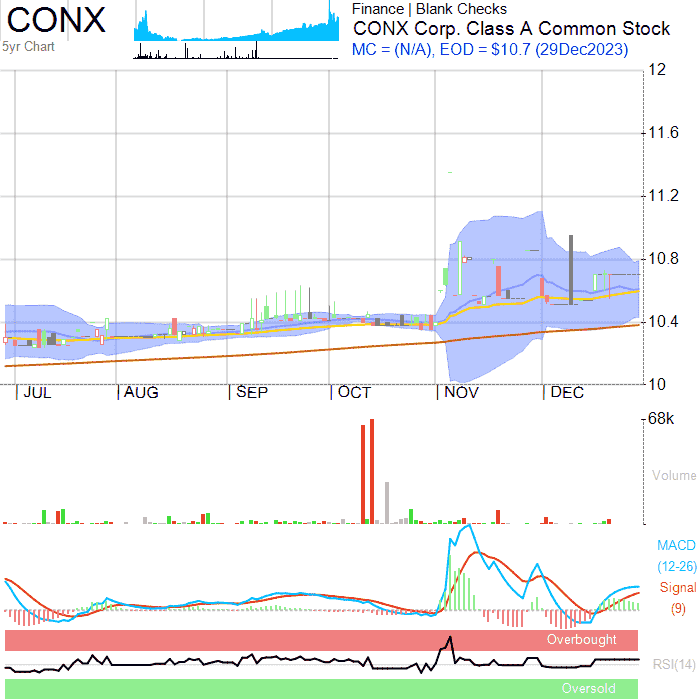 CONX
5yr Chart
Finance | Blank Checks
CONX Corp. Class A Common Stock
MC = (N/A), EOD = $10.7 (29Dec2023)
12
11.6
11.2
10.8
10.4
10
JUL AUG SEP OCT NOV DEC
68k
Volume
MACD
(12-26)
Signal
(9)
Overbought
RSI(14)
Oversold